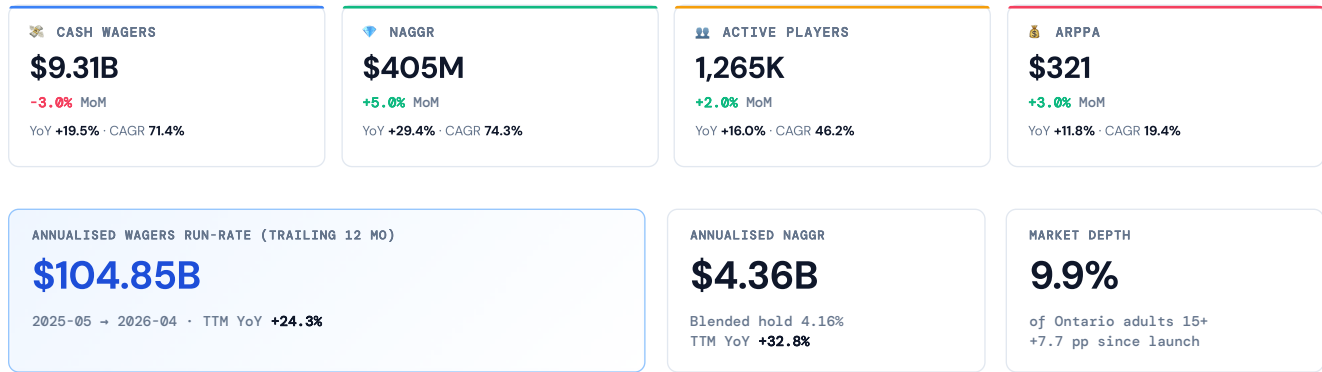 💸 CASH WAGERS
$9.31B
-3.0% MoM
YoY +19.5% · CAGR 71.4%
💎 NAGGR
$405M
+5.0% MoM
YoY +29.4% · CAGR 74.3%
👥 ACTIVE PLAYERS
1,265K
+2.0% MoM
YoY +16.0% · CAGR 46.2%
💰 ARPPA
$321
+3.0% MoM
YoY +11.8% · CAGR 19.4%
ANNUALISED WAGERS RUN-RATE (TRAILING 12 MO)
$104.85B
2025-05 → 2026-04 · TTM YoY +24.3%
ANNUALISED NAGGR
$4.36B
Blended hold 4.16%
TTM YoY +32.8%
MARKET DEPTH
9.9%
of Ontario adults 15+
+7.7 pp since launch